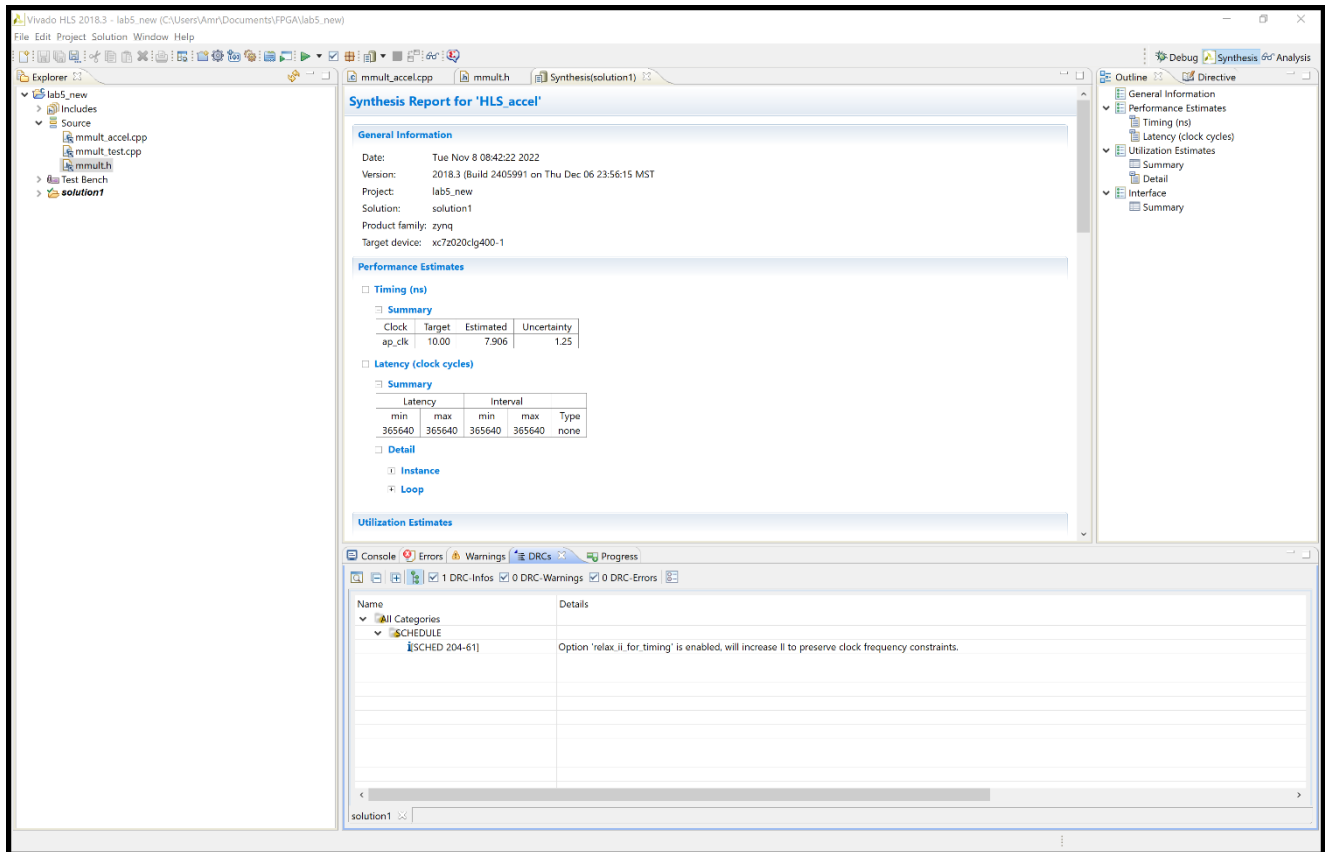 Vivado HLS 2018.3 - lab5_new (C:\Users\Amr\Documents\FPGA\lab5_new)
File Edit Project Solution Window Help
Debug Synthesis Analysis
Explorer
lab5_new
Includes
Source
mmult_accel.cpp
mmult_test.cpp
mmult.h
Test Bench
solution1
mmult_accel.cpp mmult.h Synthesis(solution1)
Synthesis Report for 'HLS_accel'
General Information
Date: Tue Nov 8 08:42:22 2022
Version: 2018.3 (Build 2405991 on Thu Dec 06 23:56:15 MST
Project: lab5_new
Solution: solution1
Product family: zynq
Target device: xc7z020clg400-1
Performance Estimates
Timing (ns)
Summary
Clock Target Estimated Uncertainty
ap_clk 10.00 7.906 1.25
Latency (clock cycles)
Summary
Latency Interval
min max min max Type
365640 365640 365640 365640 none
Detail
Instance
Loop
Utilization Estimates
Outline Directive
General Information
Performance Estimates
Timing (ns)
Latency (clock cycles)
Utilization Estimates
Summary
Detail
Interface
Summary
Console Errors Warnings DRCs Progress
1 DRC-Infos 0 DRC-Warnings 0 DRC-Errors
Name Details
All Categories
SCHEDULE
[SCHED 204-61] Option 'relax_ii_for_timing' is enabled, will increase II to preserve clock frequency constraints.
solution1